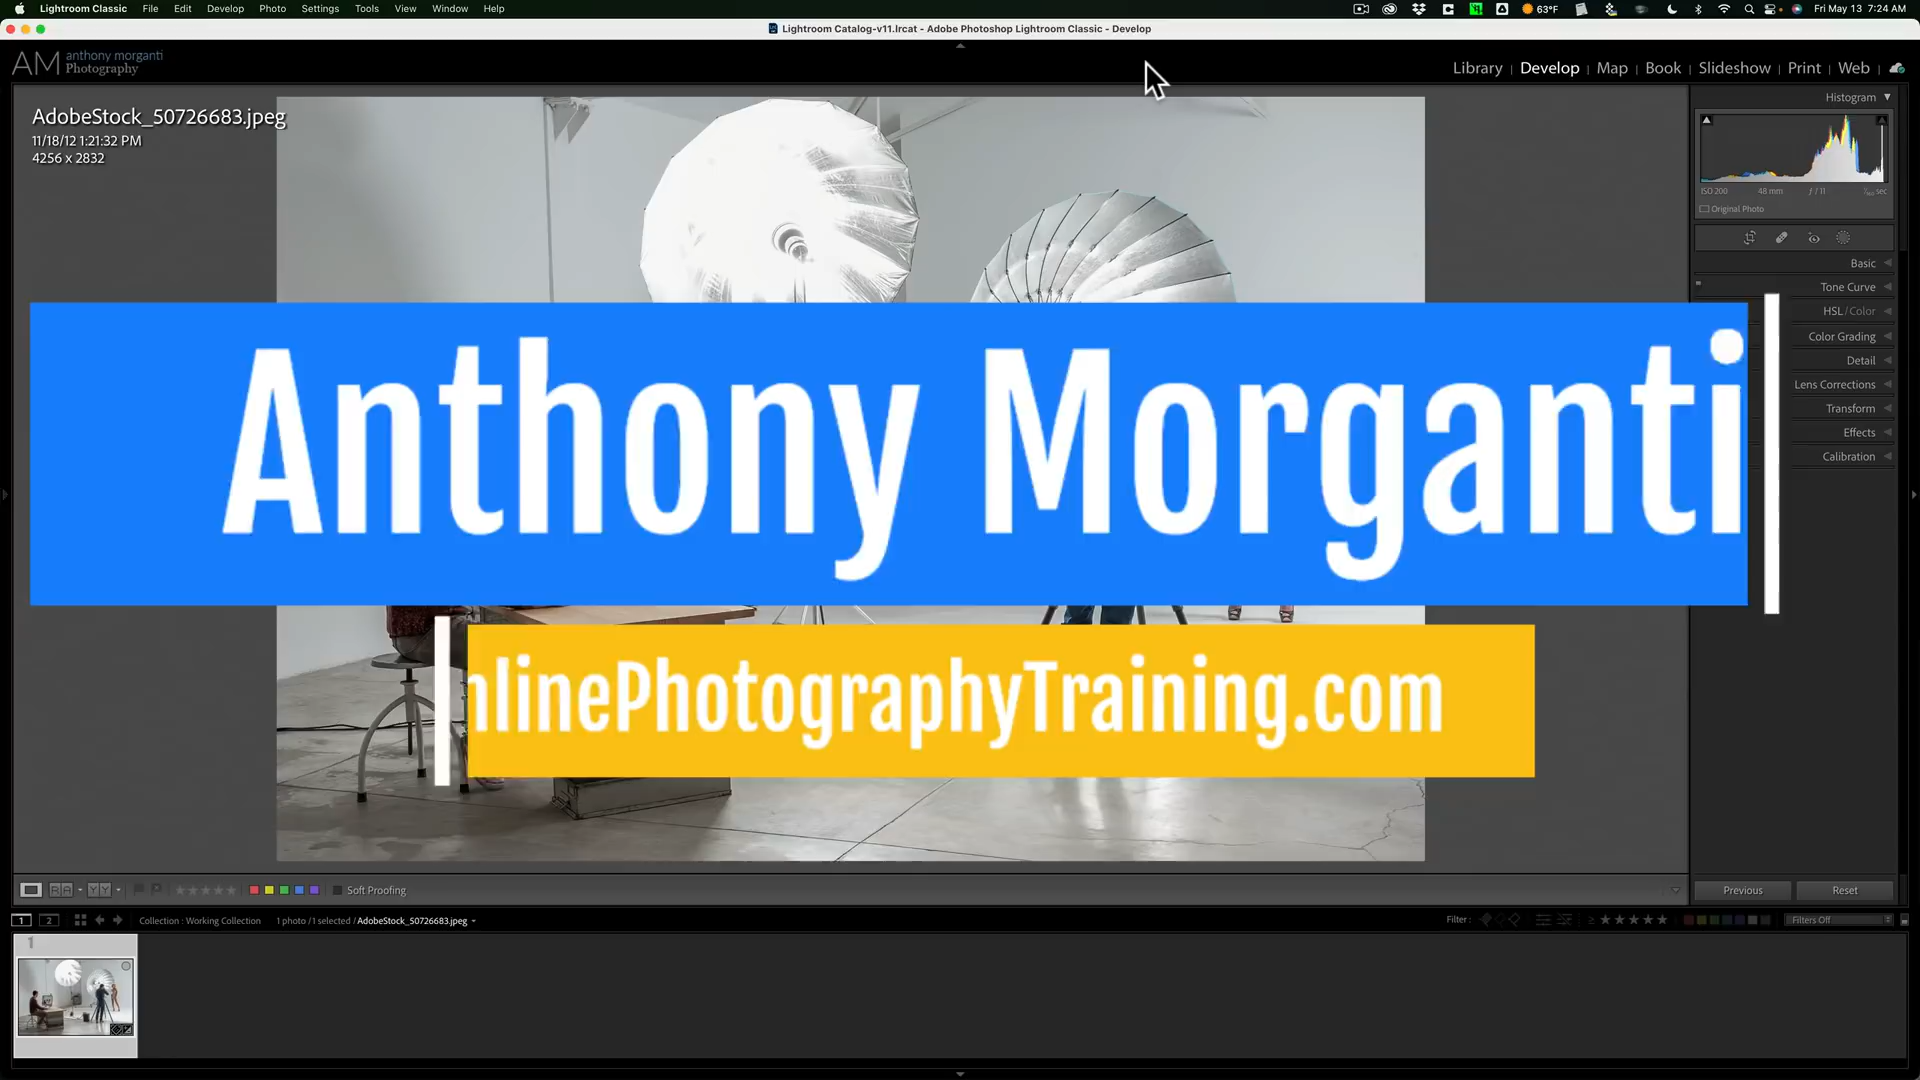 Lightroom Classic File Edit Develop Photo Settings Tools View Window Help
63°F Fri May 13 7:24 AM
Lightroom Catalog-v11.lrcat - Adobe Photoshop Lightroom Classic - Develop
AM anthony morganti
Photography
Library | Develop | Map | Book | Slideshow | Print | Web
AdobeStock_50726683.jpeg
11/18/12 1:21:32 PM
4256 x 2832
Histogram
ISO 200 48 mm ƒ / 11 sec
Original Photo
Basic
Tone Curve
HSL / Color
Color Grading
Detail
Lens Corrections
Transform
Effects
Calibration
Anthony Morganti
nlinePhotographyTraining.com
Soft Proofing
Previous Reset
1 2 Collection : Working Collection 1 photo / 1 selected / AdobeStock_50726683.jpeg
Filter : Filters Off
1